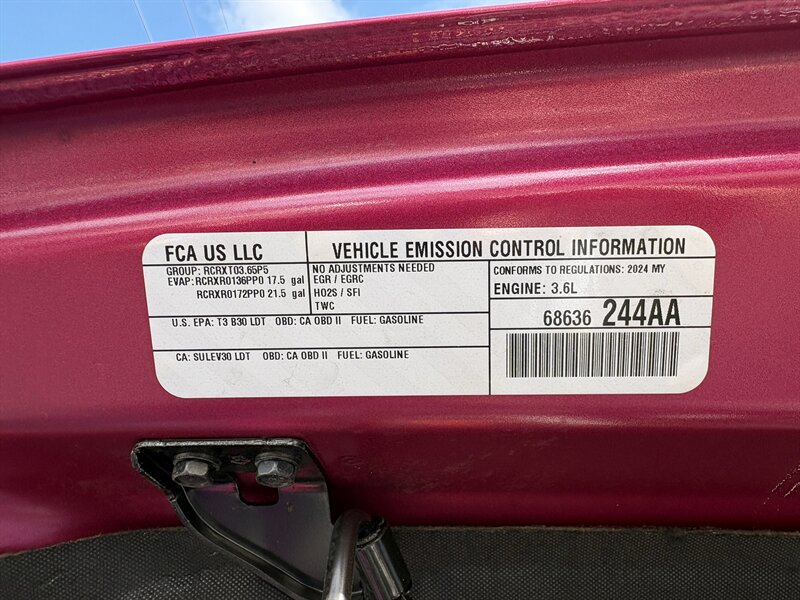 FCA US LLC
VEHICLE EMISSION CONTROL INFORMATION
GROUP: RCRXT03.65P5
EVAP: RCRXR0136PP0 17.5 gal
RCRXR0172PP0 21.5 gal
NO ADJUSTMENTS NEEDED
EGR / EGRC
HO2S / SFI
TWC
CONFORMS TO REGULATIONS: 2024 MY
ENGINE: 3.6L
U.S. EPA: T3 B30 LDT OBD: CA OBD II FUEL: GASOLINE
68636 244AA
CA: SULEV30 LDT OBD: CA OBD II FUEL: GASOLINE